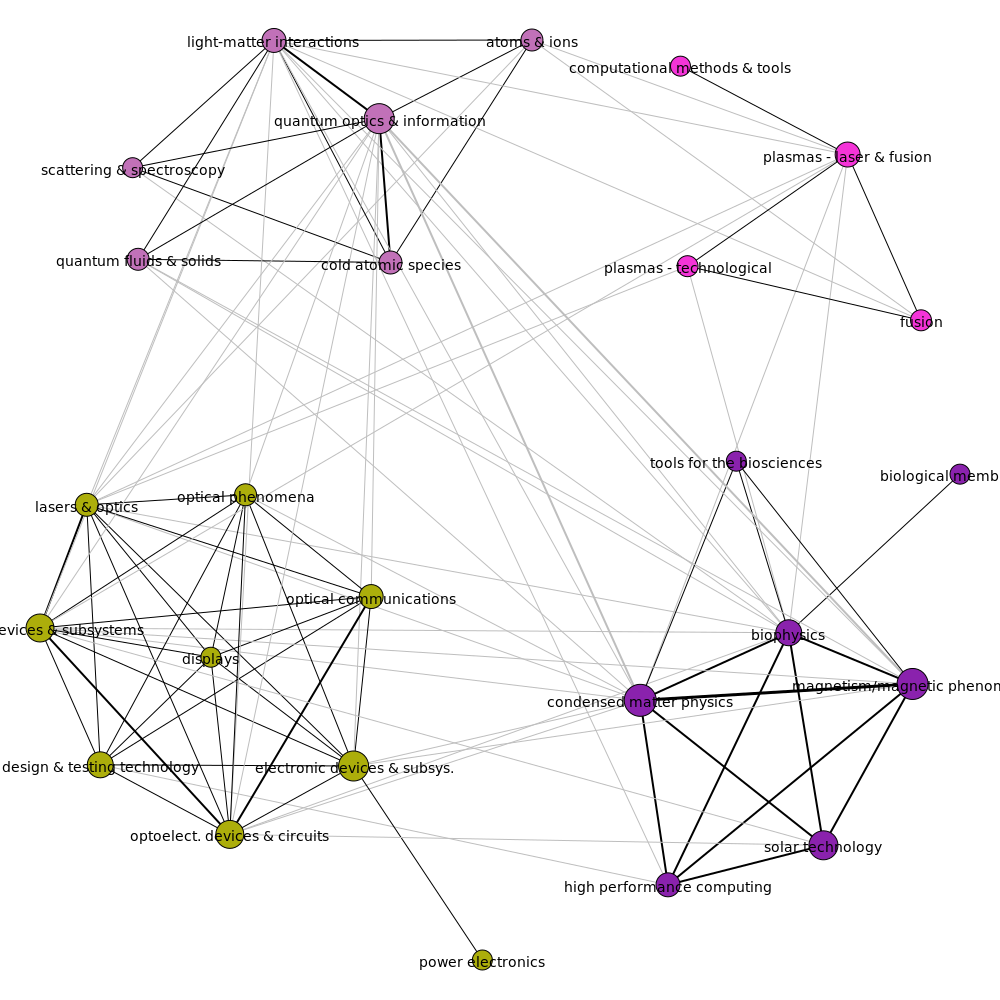 light-matter interactions
atoms & ions
computational methods & tools
quantum optics & information
plasmas - laser & fusion
scattering & spectroscopy
quantum fluids & solids
cold atomic species
plasmas - technological
fusion
tools for the biosciences
biological memb
lasers & optics
optical phenomena
optical communications
evices & subsystems
displays
biophysics
magnetism/magnetic phenon
condensed matter physics
design & testing technology
electronic devices & subsys.
optoelect. devices & circuits
solar technology
high performance computing
power electronics